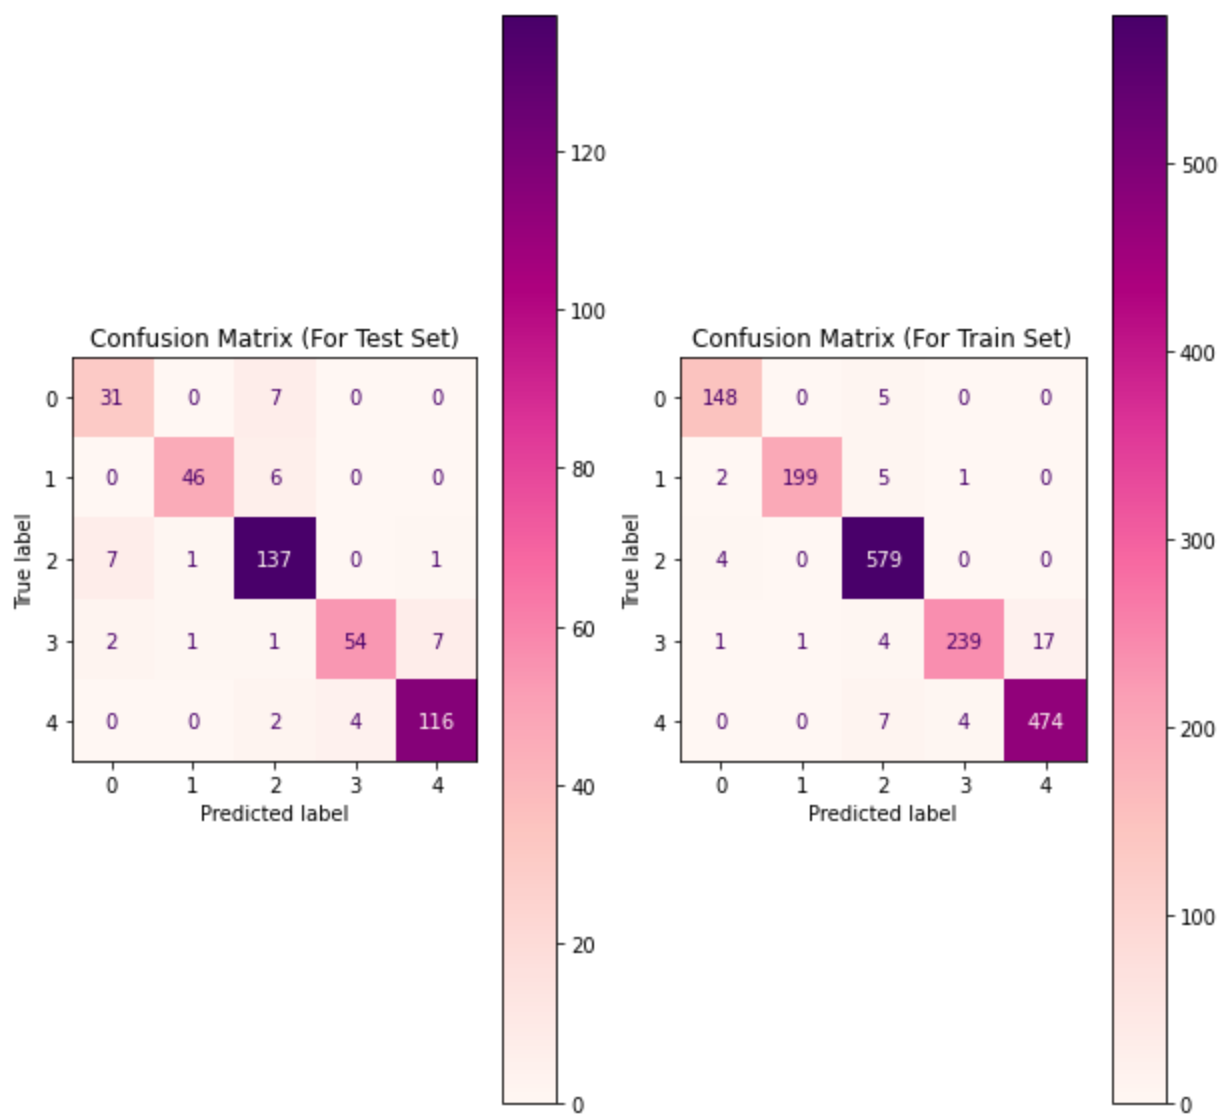 Confusion Matrix (For Test Set)
0 31 0 7 0 0
1 0 46 6 0 0
2 7 1 137 0 1
3 2 1 1 54 7
4 0 0 2 4 116
0 1 2 3 4
Predicted label
True label
120
100
80
60
40
20
0
Confusion Matrix (For Train Set)
0 148 0 5 0 0
1 2 199 5 1 0
2 4 0 579 0 0
3 1 1 4 239 17
4 0 0 7 4 474
0 1 2 3 4
Predicted label
True label
500
400
300
200
100
0